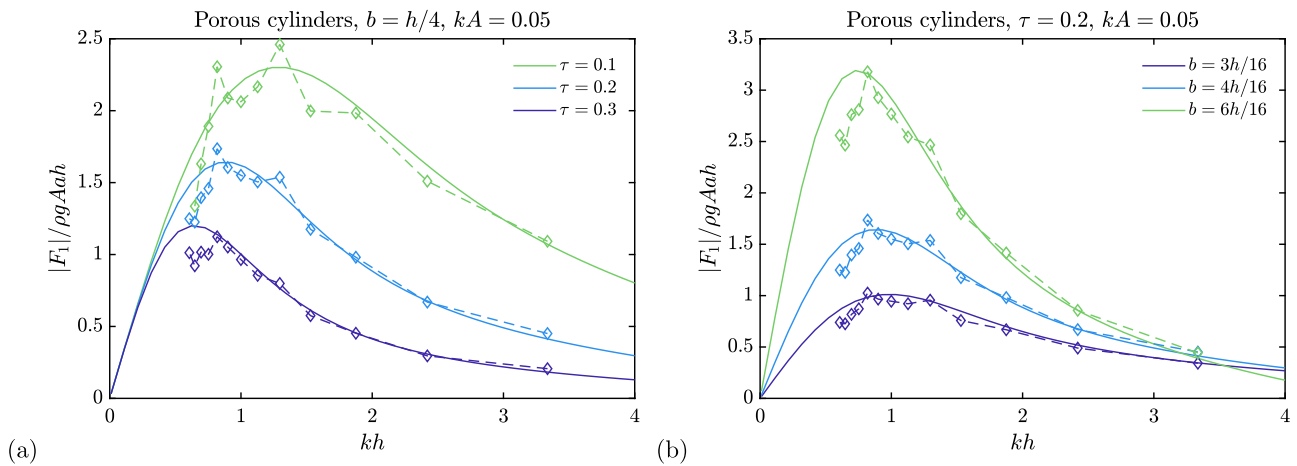 Porous cylinders, b = h/4, kA = 0.05
|F₁|/ρgAah
2.5
2
1.5
1
0.5
0
τ = 0.1
τ = 0.2
τ = 0.3
0 1 2 3 4
kh
(a)
Porous cylinders, τ = 0.2, kA = 0.05
|F₁|/ρgAah
3.5
3
2.5
2
1.5
1
0.5
0
b = 3h/16
b = 4h/16
b = 6h/16
0 1 2 3 4
kh
(b)